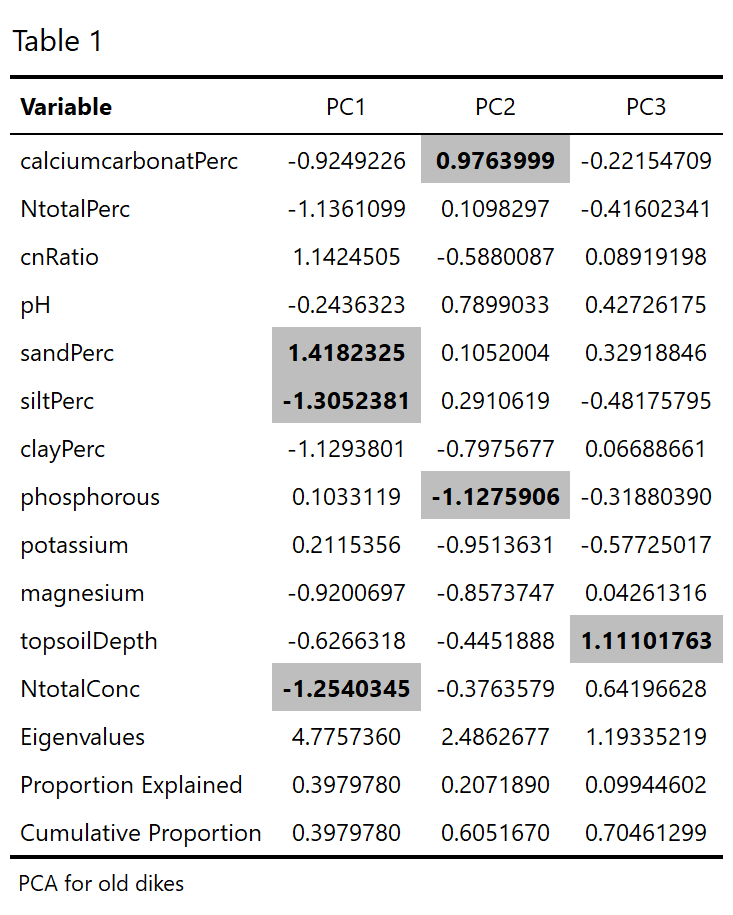 Table 1
Variable PC1 PC2 PC3
calciumcarbonatPerc -0.9249226 0.9763999 -0.22154709
NtotalPerc -1.1361099 0.1098297 -0.41602341
cnRatio 1.1424505 -0.5880087 0.08919198
pH -0.2436323 0.7899033 0.42726175
sandPerc 1.4182325 0.1052004 0.32918846
siltPerc -1.3052381 0.2910619 -0.48175795
clayPerc -1.1293801 -0.7975677 0.06688661
phosphorous 0.1033119 -1.1275906 -0.31880390
potassium 0.2115356 -0.9513631 -0.57725017
magnesium -0.9200697 -0.8573747 0.04261316
topsoilDepth -0.6266318 -0.4451888 1.11101763
NtotalConc -1.2540345 -0.3763579 0.64196628
Eigenvalues 4.7757360 2.4862677 1.19335219
Proportion Explained 0.3979780 0.2071890 0.09944602
Cumulative Proportion 0.3979780 0.6051670 0.70461299
PCA for old dikes